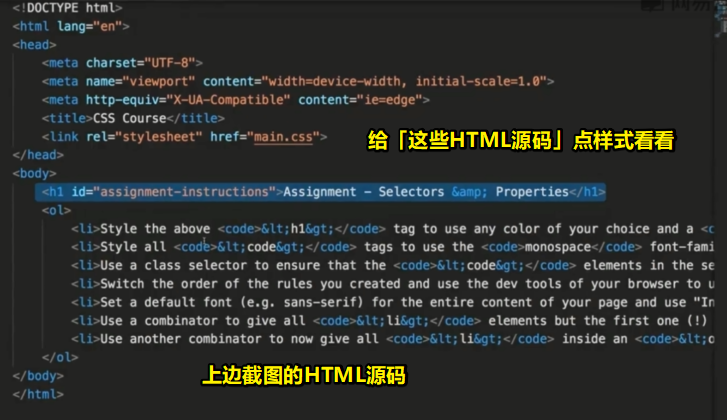 <!DOCTYPE html>
<html lang="en">
<head>
<meta charset="UTF-8">
<meta name="viewport" content="width=device-width, initial-scale=1.0">
<meta http-equiv="X-UA-Compatible" content="ie=edge">
<title>CSS Course</title>
<link rel="stylesheet" href="main.css">
给「这些HTML源码」点样式看看
</head>
<body>
<h1 id="assignment-instructions">Assignment – Selectors &amp; Properties</h1>
<ol>
<li>Style the above <code>&lt;h1&gt;</code> tag to use any color of your choice and a <c
<li>Style all <code>&lt;code&gt;</code> tags to use the <code>monospace</code> font-fami
<li>Use a class selector to ensure that the <code>&lt;code&gt;</code> elements in the se
<li>Switch the order of the rules you created and use the dev tools of your browser to u
<li>Set a default font (e.g. sans-serif) for the entire content of your page and use "In
<li>Use a combinator to give all <code>&lt;li&gt;</code> elements but the first one (!)
<li>Use another combinator to now give all <code>&lt;li&gt;</code> inside an <code>&lt;o
</ol>
</body>
上边截图的HTML源码
</html>